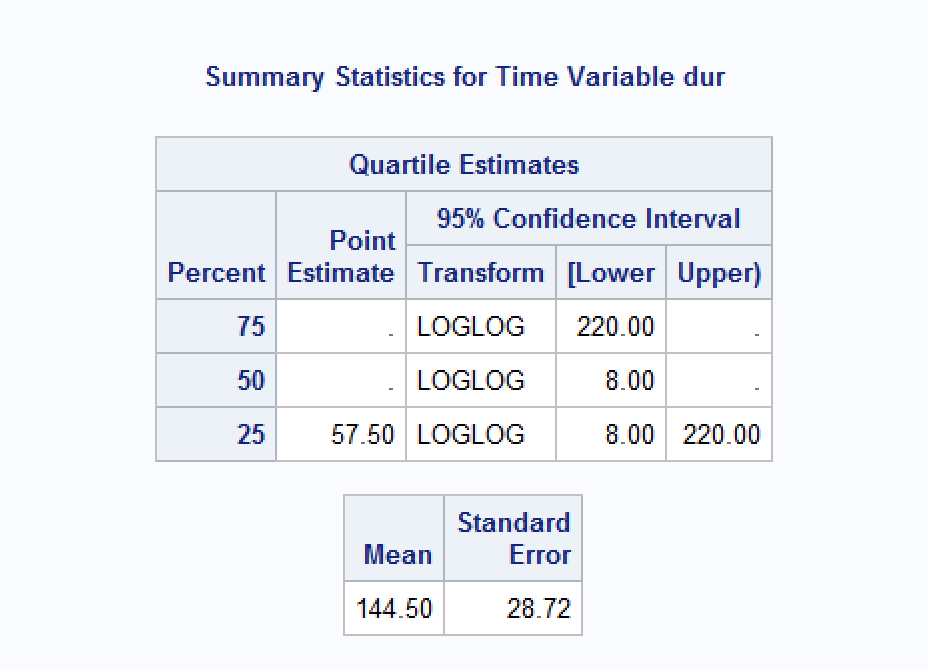 Summary Statistics for Time Variable dur
Quartile Estimates
Percent Point Estimate 95% Confidence Interval
Transform [Lower Upper)
75 . LOGLOG 220.00 .
50 . LOGLOG 8.00 .
25 57.50 LOGLOG 8.00 220.00
Mean Standard Error
144.50 28.72